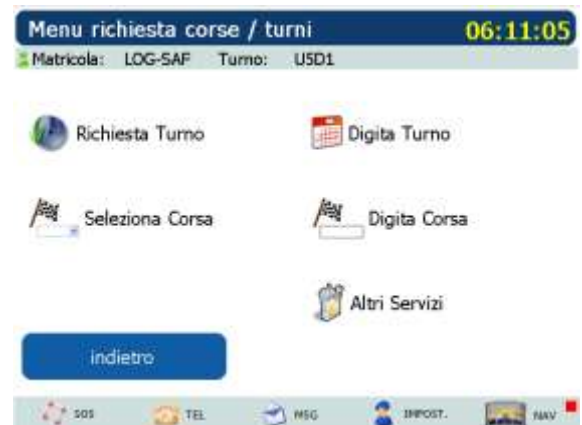 Menu richiesta corse / turni 06:11:05
Matricola: LOG-SAF Turno: U5D1
Richiesta Turno Digita Turno
Seleziona Corsa Digita Corsa
Altri Servizi
indietro
SOS TEL MSG IMPOST. NAV